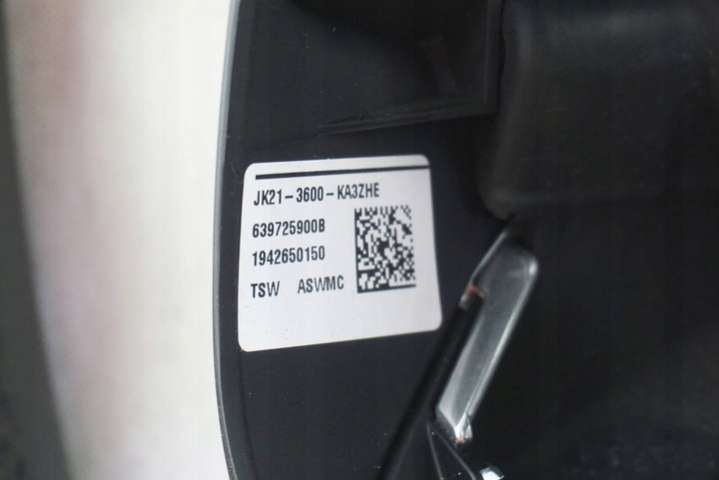 JK21-3600-KA3ZHE
639725900B
1942650150
TSW ASWMC